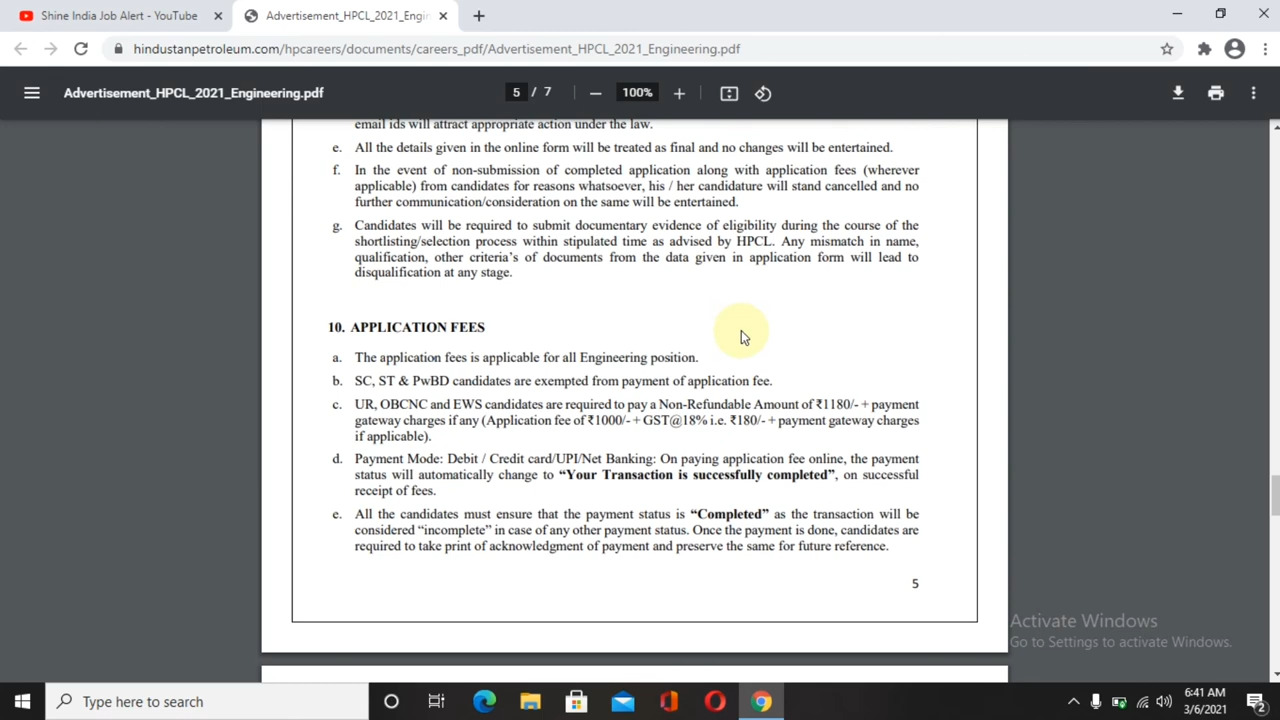 Shine India Job Alert - YouTube
Advertisement_HPCL_2021_Engin
hindustanpetroleum.com/hpcareers/documents/careers_pdf/Advertisement_HPCL_2021_Engineering.pdf
Advertisement_HPCL_2021_Engineering.pdf
5 / 7
100%
email ids will attract appropriate action under the law.
e. All the details given in the online form will be treated as final and no changes will be entertained.
f. In the event of non-submission of completed application along with application fees (wherever
applicable) from candidates for reasons whatsoever, his / her candidature will stand cancelled and no
further communication/consideration on the same will be entertained.
g. Candidates will be required to submit documentary evidence of eligibility during the course of the
shortlisting/selection process within stipulated time as advised by HPCL. Any mismatch in name,
qualification, other criteria's of documents from the data given in application form will lead to
disqualification at any stage.
10. APPLICATION FEES
a. The application fees is applicable for all Engineering position.
b. SC, ST & PwBD candidates are exempted from payment of application fee.
c. UR, OBCNC and EWS candidates are required to pay a Non-Refundable Amount of ₹1180/- + payment
gateway charges if any (Application fee of ₹1000/- + GST@18% i.e. ₹180/- + payment gateway charges
if applicable).
d. Payment Mode: Debit / Credit card/UPI/Net Banking: On paying application fee online, the payment
status will automatically change to “Your Transaction is successfully completed”, on successful
receipt of fees.
e. All the candidates must ensure that the payment status is “Completed” as the transaction will be
considered “incomplete” in case of any other payment status. Once the payment is done, candidates are
required to take print of acknowledgment of payment and preserve the same for future reference.
5
Activate Windows
Go to Settings to activate Windows.
Type here to search
6:41 AM
3/6/2021
2